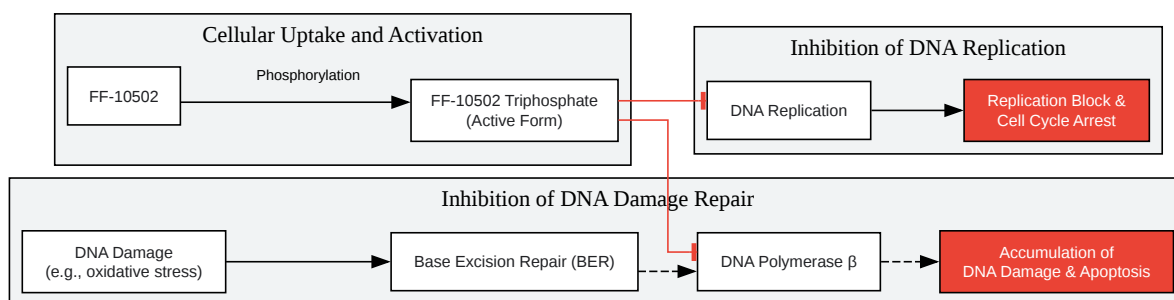 Cellular Uptake and Activation
FF-10502
Phosphorylation
FF-10502 Triphosphate
(Active Form)
Inhibition of DNA Replication
DNA Replication
Replication Block &
Cell Cycle Arrest
Inhibition of DNA Damage Repair
DNA Damage
(e.g., oxidative stress)
Base Excision Repair (BER)
DNA Polymerase β
Accumulation of
DNA Damage & Apoptosis